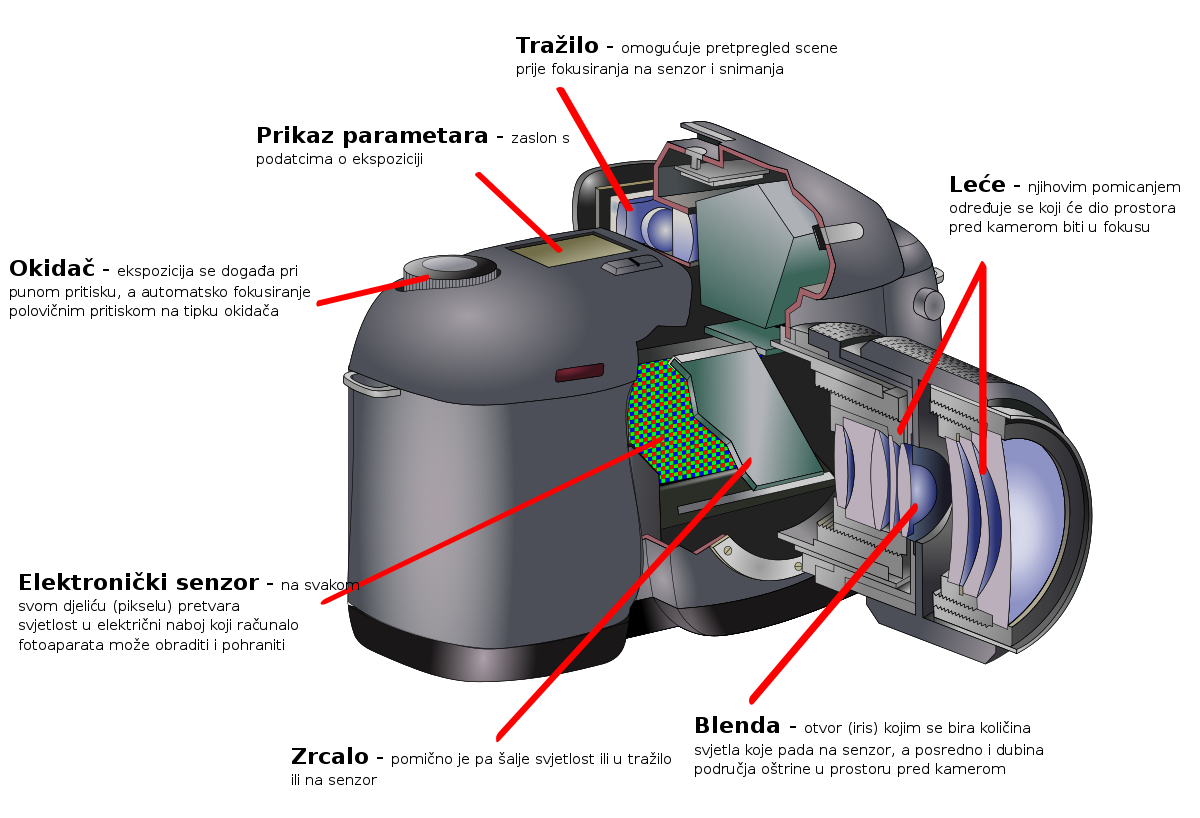 Tražilo - omogućuje pretpregled scene
prije fokusiranja na senzor i snimanja
Prikaz parametara - zaslon s
podatcima o ekspoziciji
Leće - njihovim pomicanjem
određuje se koji će dio prostora
pred kamerom biti u fokusu
Okidač - ekspozicija se događa pri
punom pritisku, a automatsko fokusiranje
polovičnim pritiskom na tipku okidača
Elektronički senzor - na svakom
svom djeliću (pikselu) pretvara
svjetlost u električni naboj koji računalo
fotoaparata može obraditi i pohraniti
Zrcalo - pomično je pa šalje svjetlost ili u tražilo
ili na senzor
Blenda - otvor (iris) kojim se bira količina
svjetla koje pada na senzor, a posredno i dubina
područja oštrine u prostoru pred kamerom